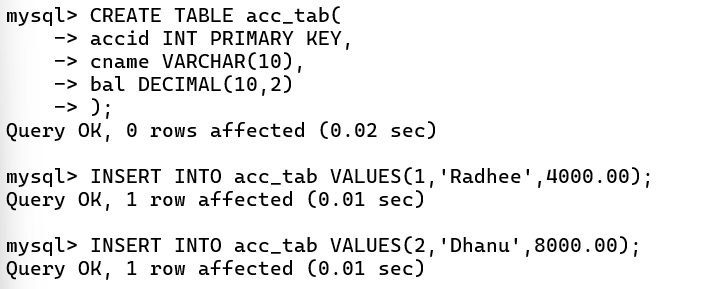 mysql> CREATE TABLE acc_tab(
    -> accid INT PRIMARY KEY,
    -> cname VARCHAR(10),
    -> bal DECIMAL(10,2)
    -> );
Query OK, 0 rows affected (0.02 sec)

mysql> INSERT INTO acc_tab VALUES(1,'Radhee',4000.00);
Query OK, 1 row affected (0.01 sec)

mysql> INSERT INTO acc_tab VALUES(2,'Dhanu',8000.00);
Query OK, 1 row affected (0.01 sec)